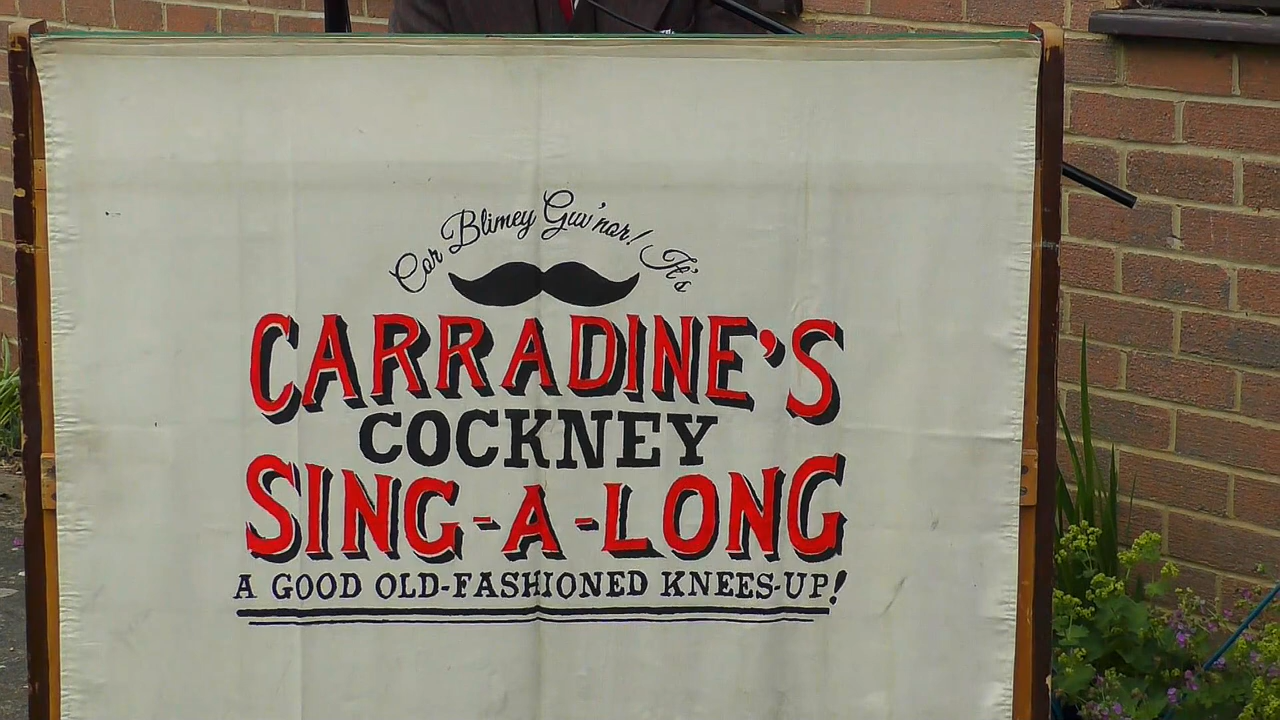 Cor Blimey Guv'nor! It's
CARRADINE'S
COCKNEY
SING-A-LONG
A GOOD OLD-FASHIONED KNEES-UP!